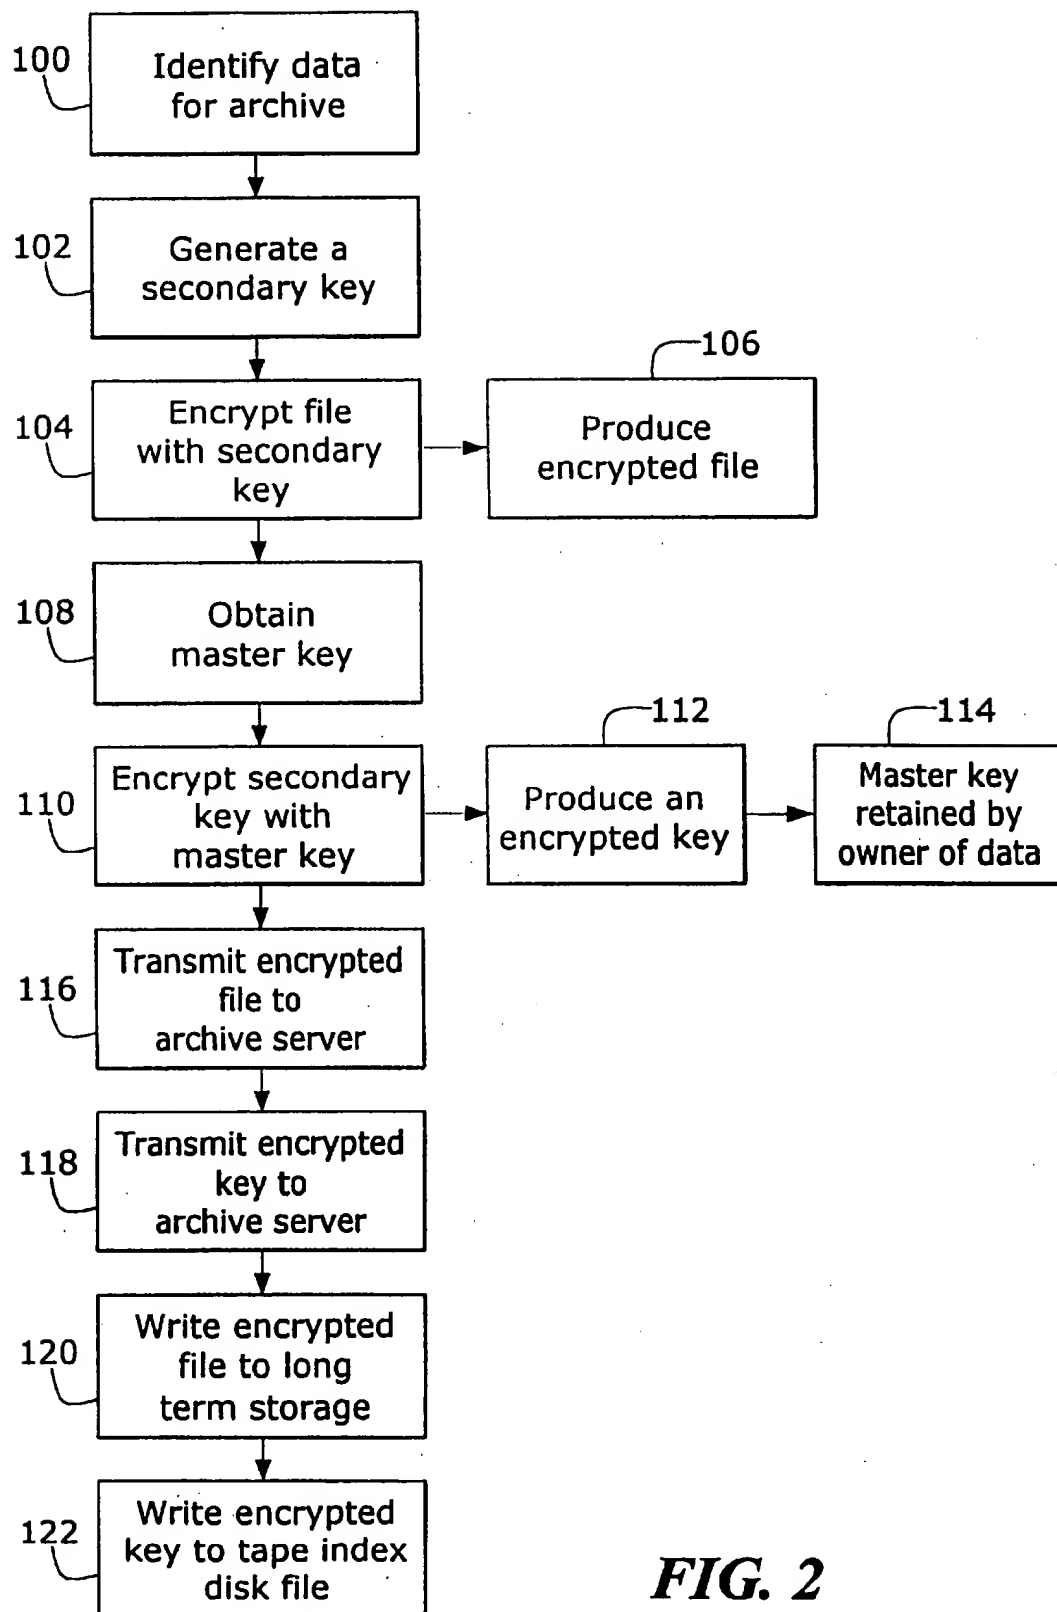 100
Identify data
for archive
102
Generate a
secondary key
104
Encrypt file
with secondary
key
106
Produce
encrypted file
108
Obtain
master key
110
Encrypt secondary
key with
master key
112
Produce an
encrypted key
114
Master key
retained by
owner of data
116
Transmit encrypted
file to
archive server
118
Transmit encrypted
key to
archive server
120
Write encrypted
file to long
term storage
122
Write encrypted
key to tape index
disk file
FIG. 2